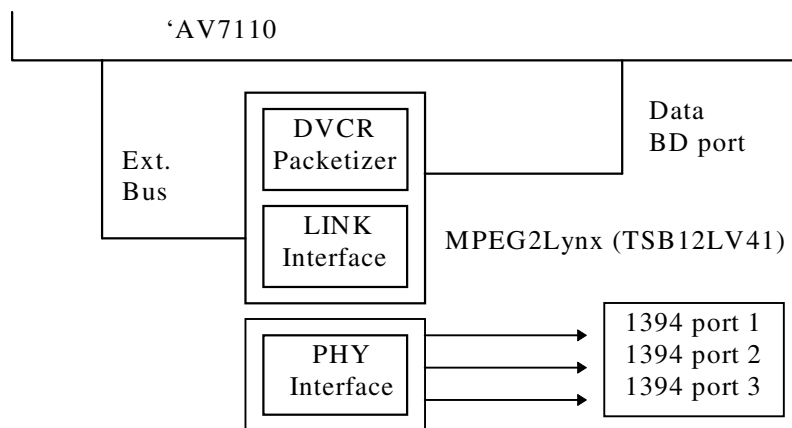 ‘AV7110
Data
BD port
DVCR
Packetizer
Ext.
Bus
LINK
Interface
MPEG2Lynx (TSB12LV41)
PHY
Interface
1394 port 1
1394 port 2
1394 port 3